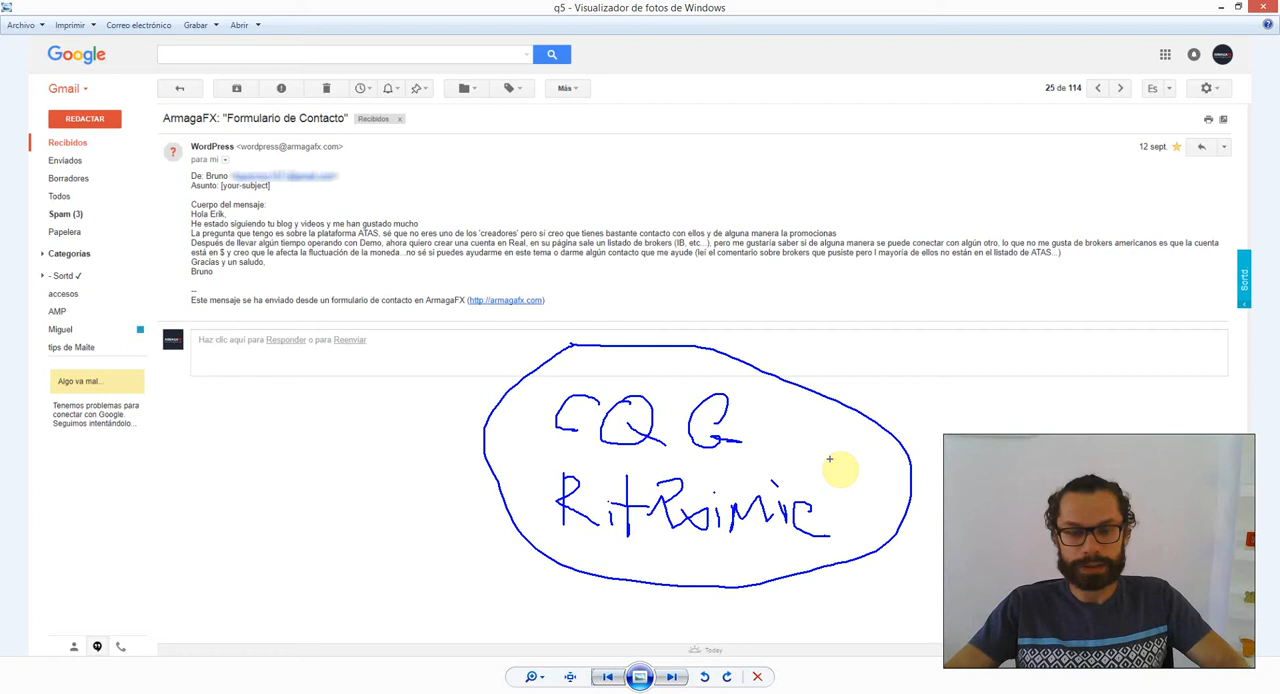 q5 - Visualizador de fotos de Windows
Archivo Imprimir Correo electrónico Grabar Abrir
Google
Gmail
Más
25 de 114
Es
REDACTAR
ArmagaFX: "Formulario de Contacto" Recibidos x
Recibidos
Enviados
Borradores
Todos
Spam (3)
Papelera
Categorías
- Sortd ✓
accesos
AMP
Miguel
tips de Maite
Algo va mal...
Tenemos problemas para
conectar con Google.
Seguimos intentándolo...
? WordPress <wordpress@armagafx.com> 12 sept.
para mi
De: Bruno
Asunto: [your-subject]
Cuerpo del mensaje:
Hola Erik,
He estado siguiendo tu blog y videos y me han gustado mucho
La pregunta que tengo es sobre la plataforma ATAS, sé que no eres uno de los 'creadores' pero sí creo que tienes bastante contacto con ellos y de alguna manera la promocionas
Después de llevar algún tiempo operando con Demo, ahora quiero crear una cuenta en Real, en su página sale un listado de brokers (IB, etc...), pero me gustaría saber si de alguna manera se puede conectar con algún otro, lo que no me gusta de brokers americanos es que la cuenta
está en $ y creo que le afecta la fluctuación de la moneda...no sé si puedes ayudarme en este tema o darme algún contacto que me ayude (leí el comentario sobre brokers que pusiste pero l mayoría de ellos no están en el listado de ATAS...)
Gracias y un saludo,
Bruno
--
Este mensaje se ha enviado desde un formulario de contacto en ArmagaFX (http://armagafx.com)
Sortd
Haz clic aquí para Responder o para Reenviar
CQG
Today